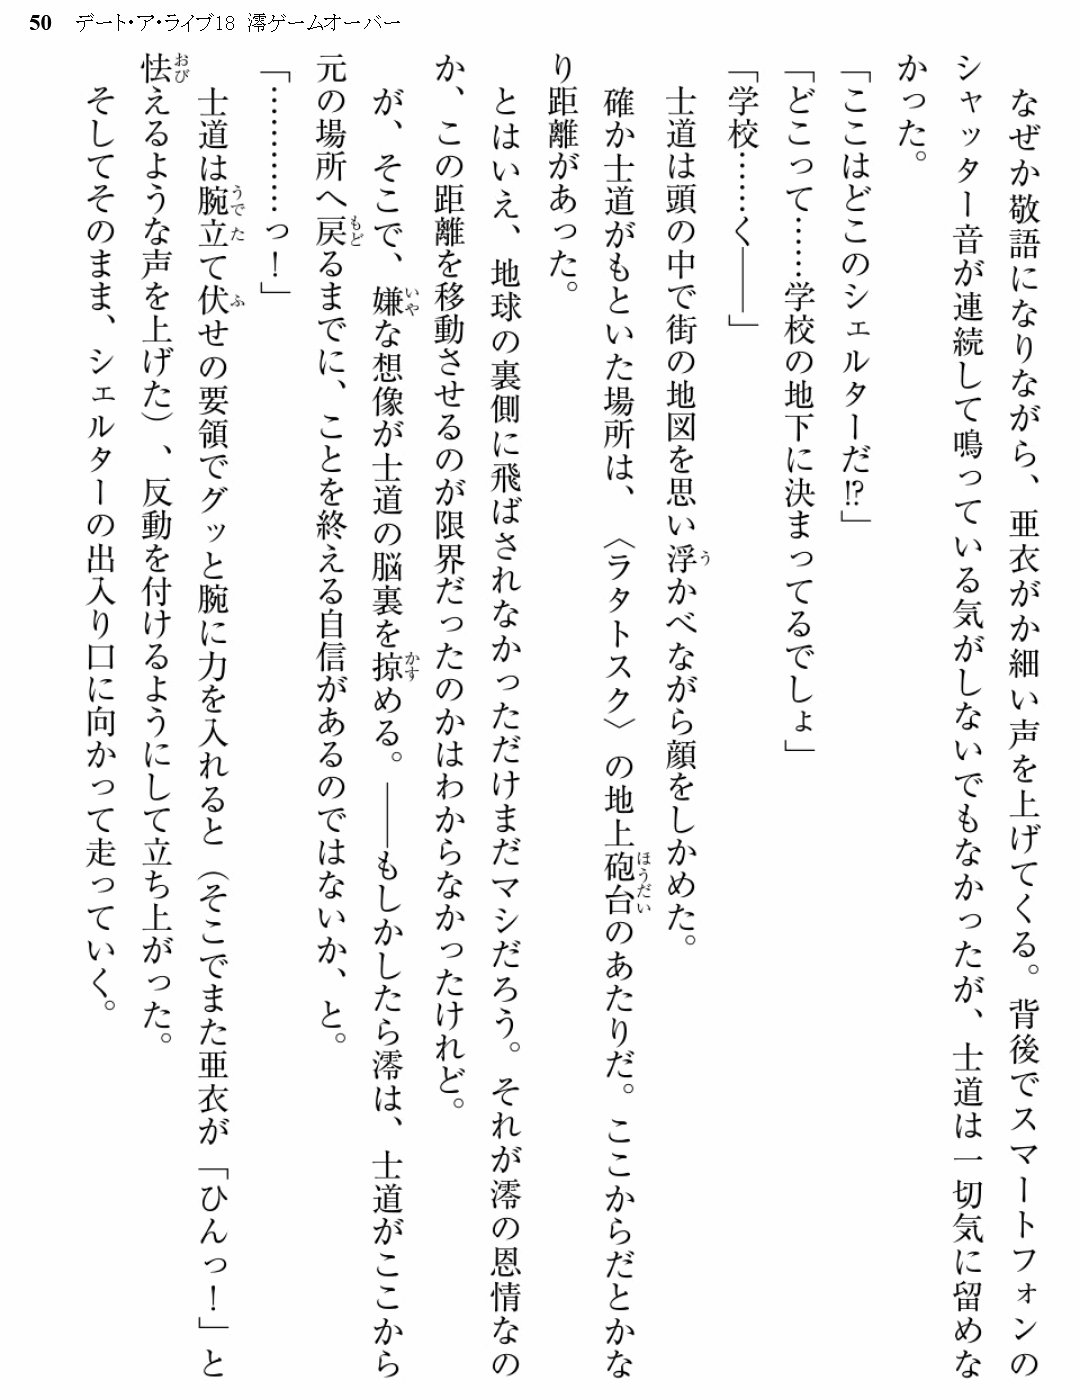 50 デート・ア・ライブ18 澪ゲームオーバー
なぜか敬語になりながら、亜衣がか細い声を上げてくる。背後でスマートフォンの
シャッター音が連続して鳴っている気がしないでもなかったが、士道は一切気に留めな
かった。
「ここはどこのシェルターだ!?」
「どこって……学校の地下に決まってるでしょ」
「学校……く――」
士道は頭の中で街の地図を思い浮かべながら顔をしかめた。
確か士道がもといた場所は、〈ラタトスク〉の地上砲台のあたりだ。ここからだとかな
り距離があった。
とはいえ、地球の裏側に飛ばされなかっただけまだマシだろう。それが澪の恩情なの
か、この距離を移動させるのが限界だったのかはわからなかったけれど。
が、そこで、嫌な想像が士道の脳裏を掠める。――もしかしたら澪は、士道がここから
元の場所へ戻るまでに、ことを終える自信があるのではないか、と。
「…………っ！」
士道は腕立て伏せの要領でグッと腕に力を入れると（そこでまた亜衣が「ひんっ！」と
怯えるような声を上げた）、反動を付けるようにして立ち上がった。
そしてそのまま、シェルターの出入り口に向かって走っていく。